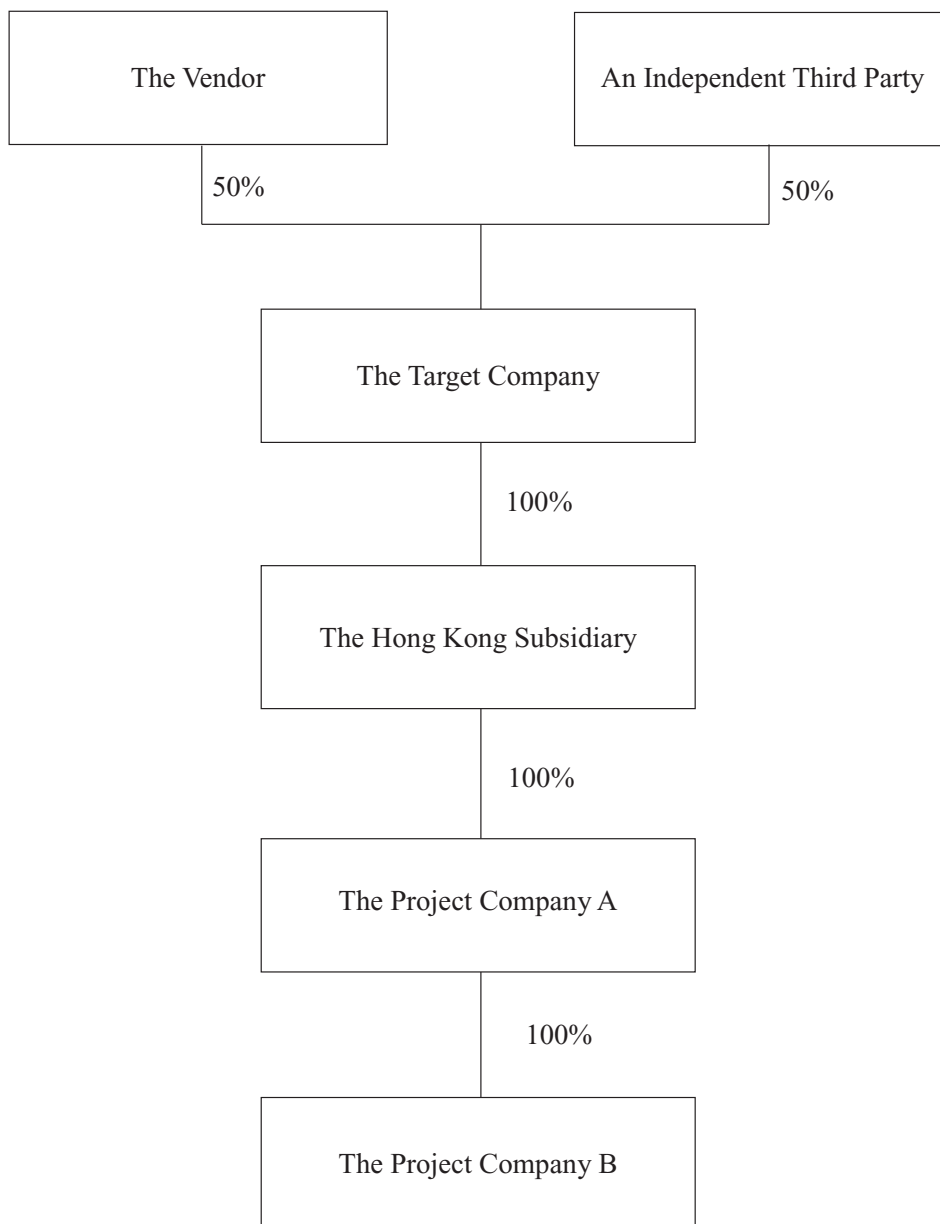 The Vendor
An Independent Third Party
50%
50%
The Target Company
100%
The Hong Kong Subsidiary
100%
The Project Company A
100%
The Project Company B